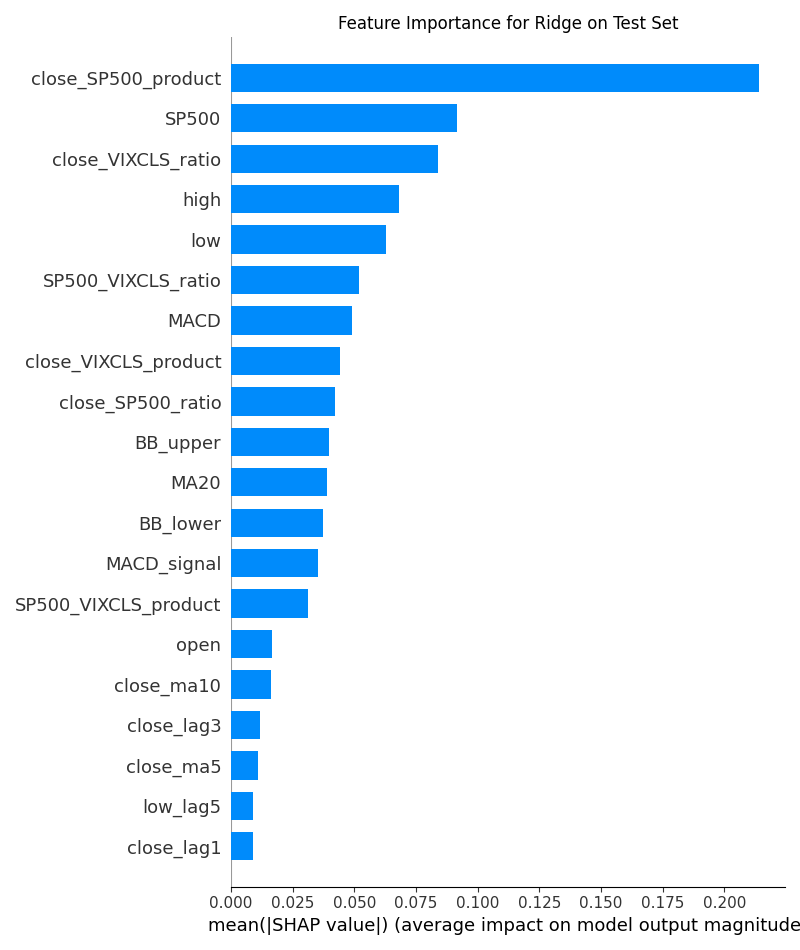 Feature Importance for Ridge on Test Set
close_SP500_product
SP500
close_VIXCLS_ratio
high
low
SP500_VIXCLS_ratio
MACD
close_VIXCLS_product
close_SP500_ratio
BB_upper
MA20
BB_lower
MACD_signal
SP500_VIXCLS_product
open
close_ma10
close_lag3
close_ma5
low_lag5
close_lag1
0.000 0.025 0.050 0.075 0.100 0.125 0.150 0.175 0.200
mean(|SHAP value|) (average impact on model output magnitude